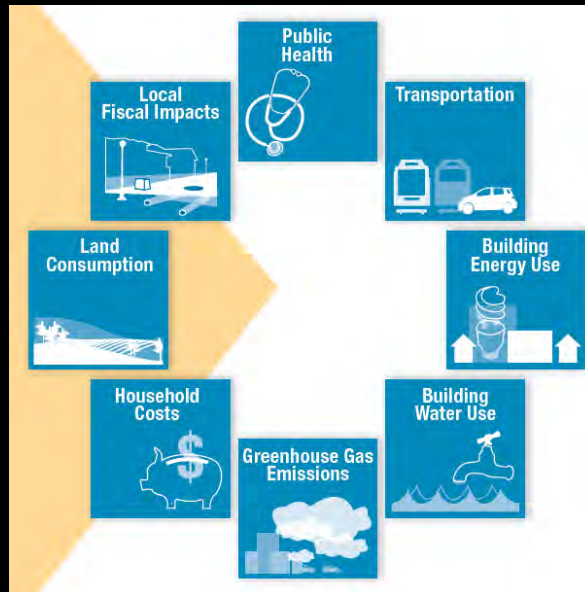 Public
Health
Local
Fiscal Impacts
Transportation
Land
Consumption
Building
Energy Use
Household
Costs
Building
Water Use
Greenhouse Gas
Emissions
$